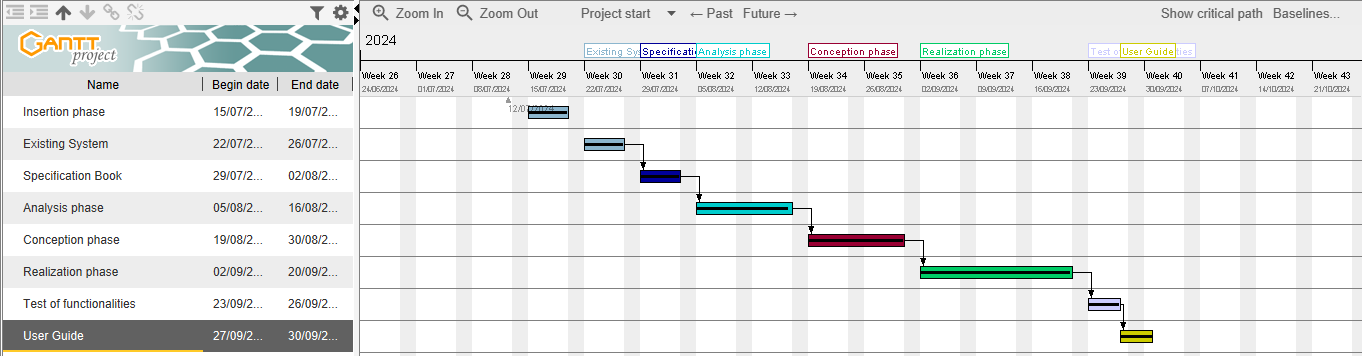 Zoom In Zoom Out Project start ← Past Future → Show critical path Baselines...
GANTT
project
2024
Existing Sy Specificati Analysis phase Conception phase Realization phase Test o User Guide ties
Name Begin date End date
Week 26 Week 27 Week 28 Week 29 Week 30 Week 31 Week 32 Week 33 Week 34 Week 35 Week 36 Week 37 Week 38 Week 39 Week 40 Week 41 Week 42 Week 43
24/06/2024 01/07/2024 08/07/2024 15/07/2024 22/07/2024 29/07/2024 05/08/2024 12/08/2024 19/08/2024 26/08/2024 02/09/2024 09/09/2024 16/09/2024 23/09/2024 30/09/2024 07/10/2024 14/10/2024 21/10/2024
12/07/2024
Insertion phase 15/07/2... 19/07/2...
Existing System 22/07/2... 26/07/2...
Specification Book 29/07/2... 02/08/2...
Analysis phase 05/08/2... 16/08/2...
Conception phase 19/08/2... 30/08/2...
Realization phase 02/09/2... 20/09/2...
Test of functionalities 23/09/2... 26/09/2...
User Guide 27/09/2... 30/09/2...